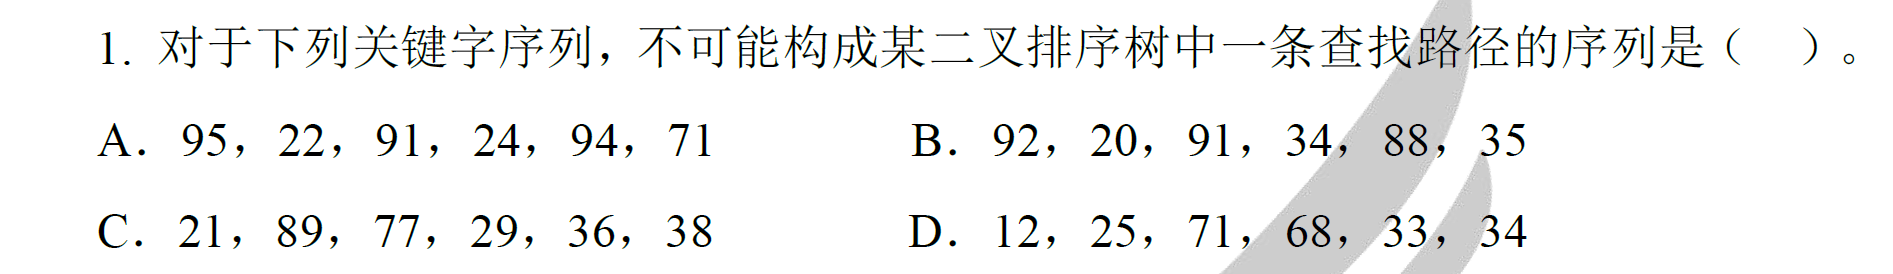 1. 对于下列关键字序列，不可能构成某二叉排序树中一条查找路径的序列是（　）。
A．95，22，91，24，94，71　　B．92，20，91，34，88，35
C．21，89，77，29，36，38　　D．12，25，71，68，33，34